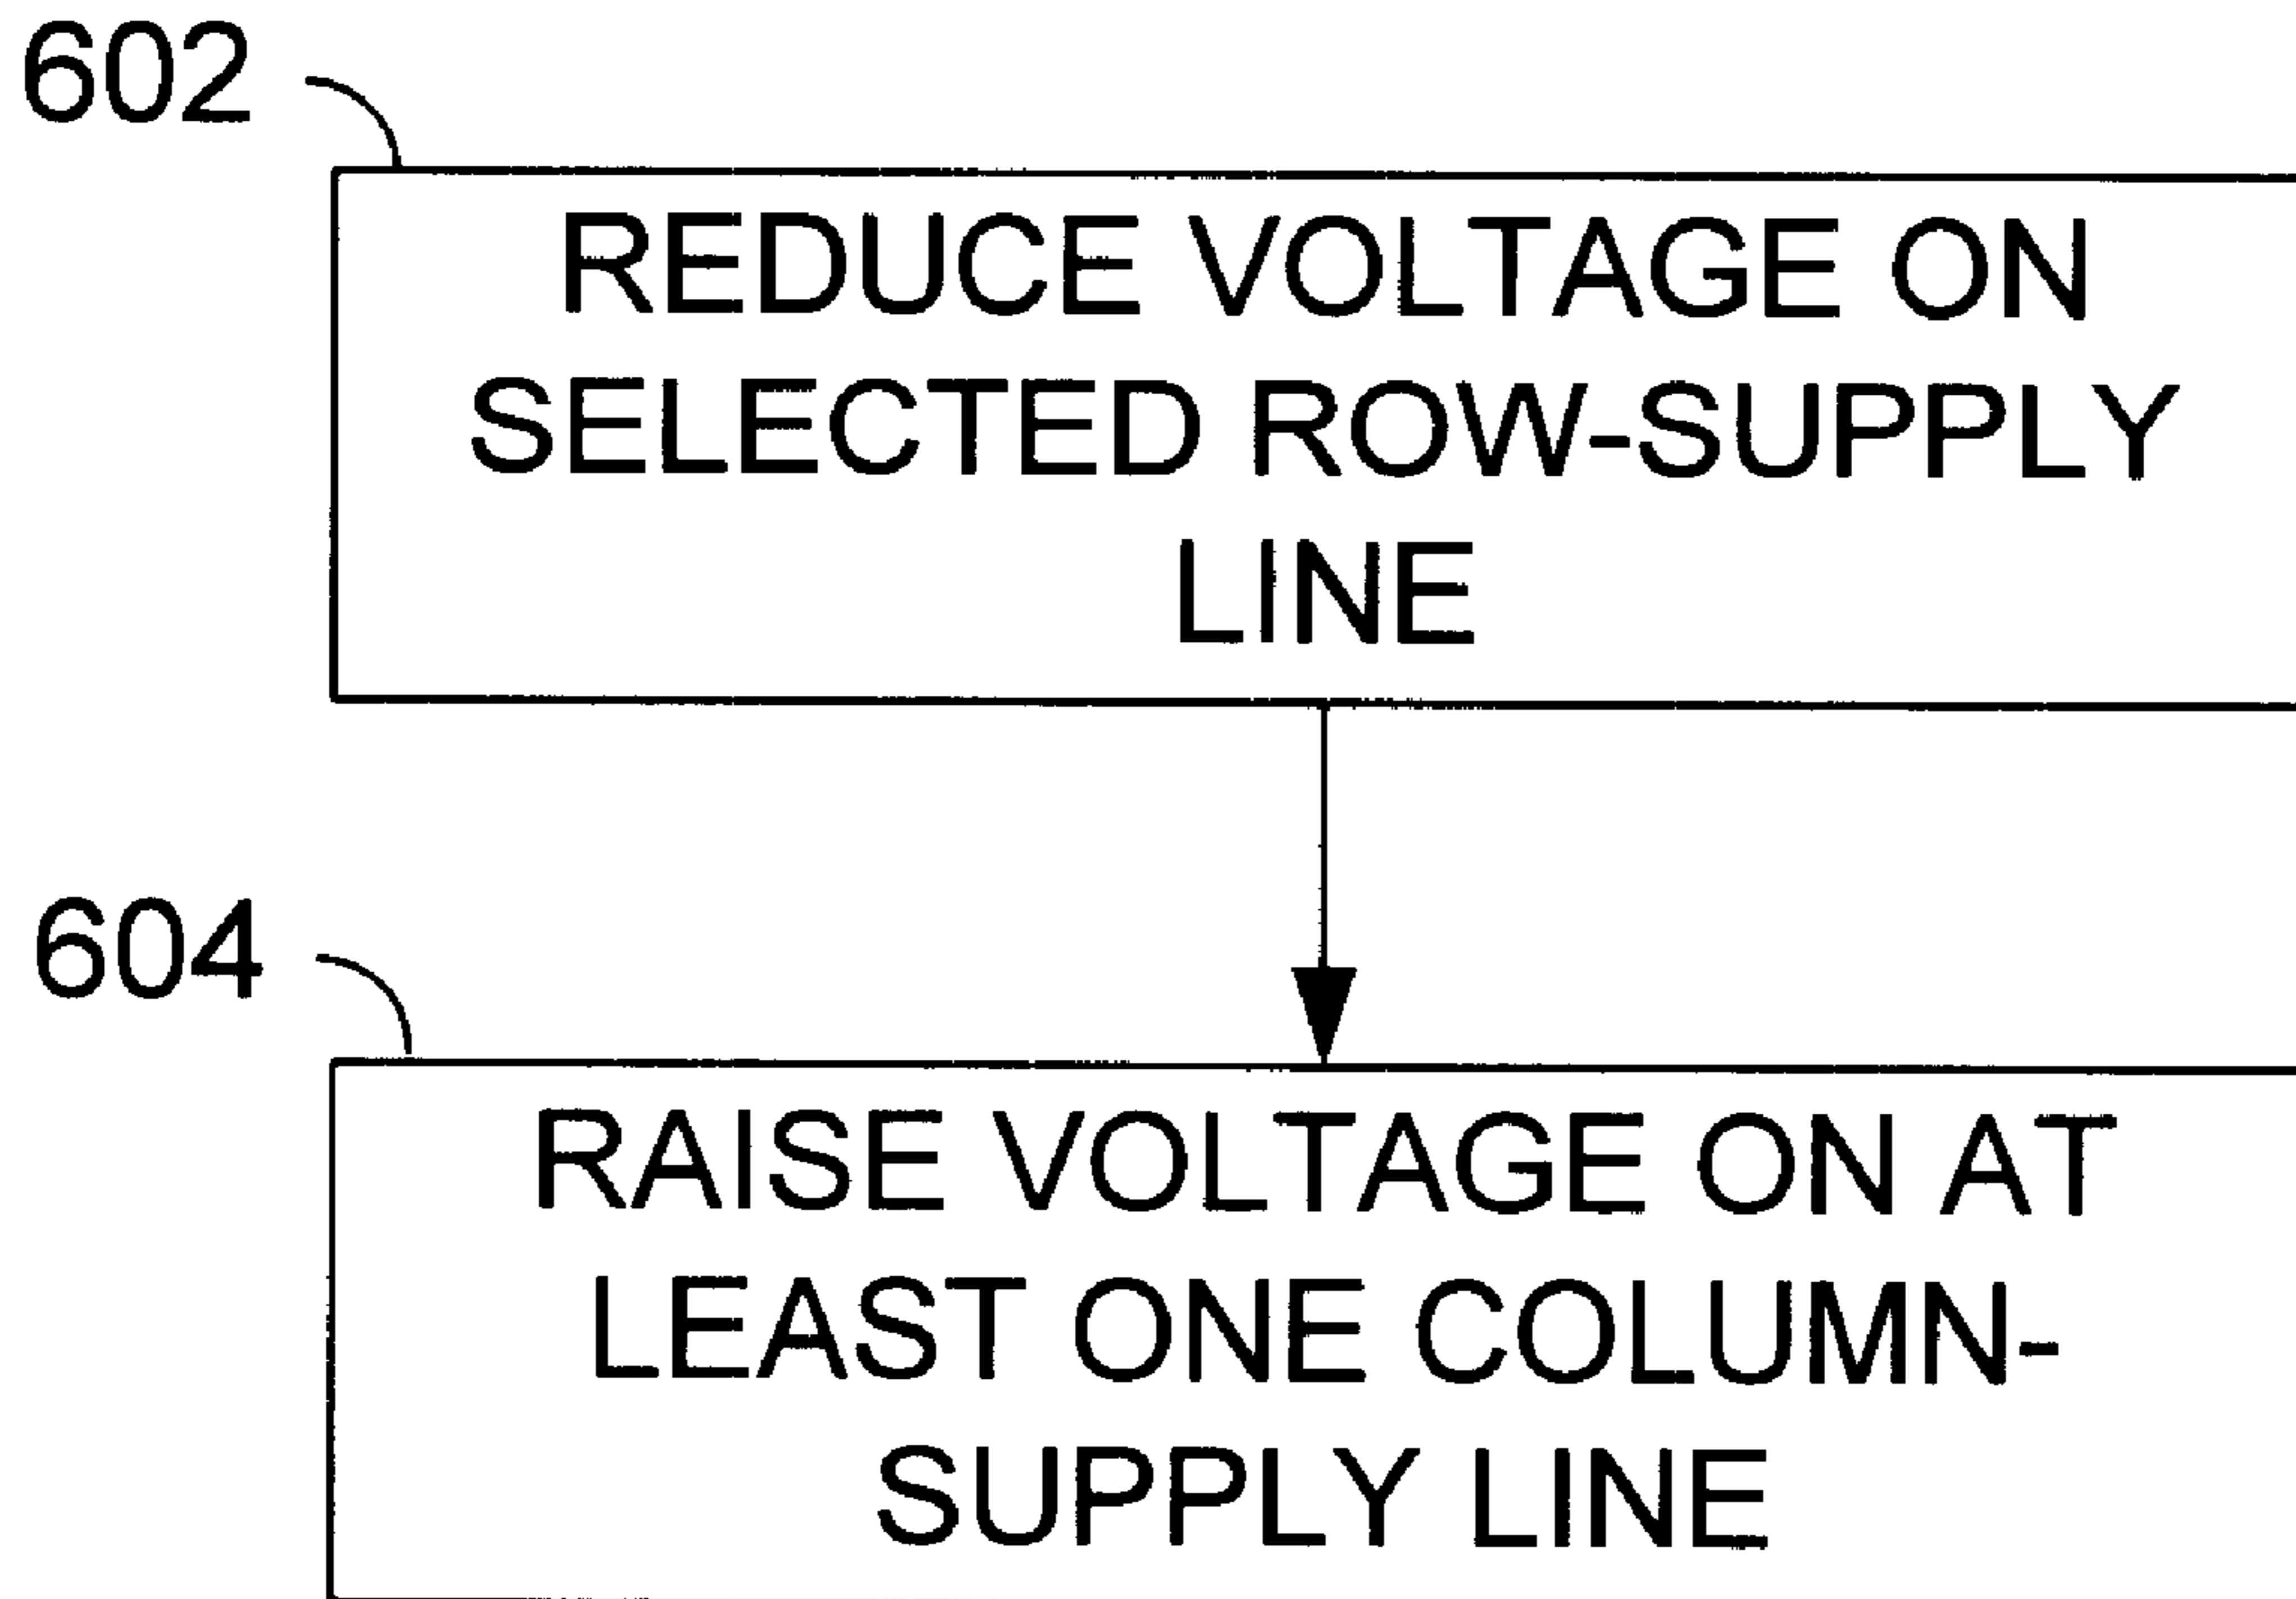 602
REDUCE VOLTAGE ON
SELECTED ROW-SUPPLY
LINE
604
RAISE VOLTAGE ON AT
LEAST ONE COLUMN-
SUPPLY LINE